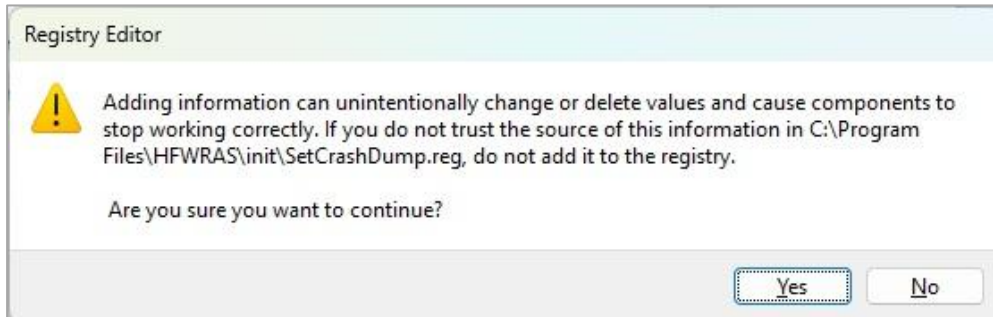 Registry Editor
Adding information can unintentionally change or delete values and cause components to
stop working correctly. If you do not trust the source of this information in C:\Program
Files\HFWRAS\init\SetCrashDump.reg, do not add it to the registry.
Are you sure you want to continue?
Yes No